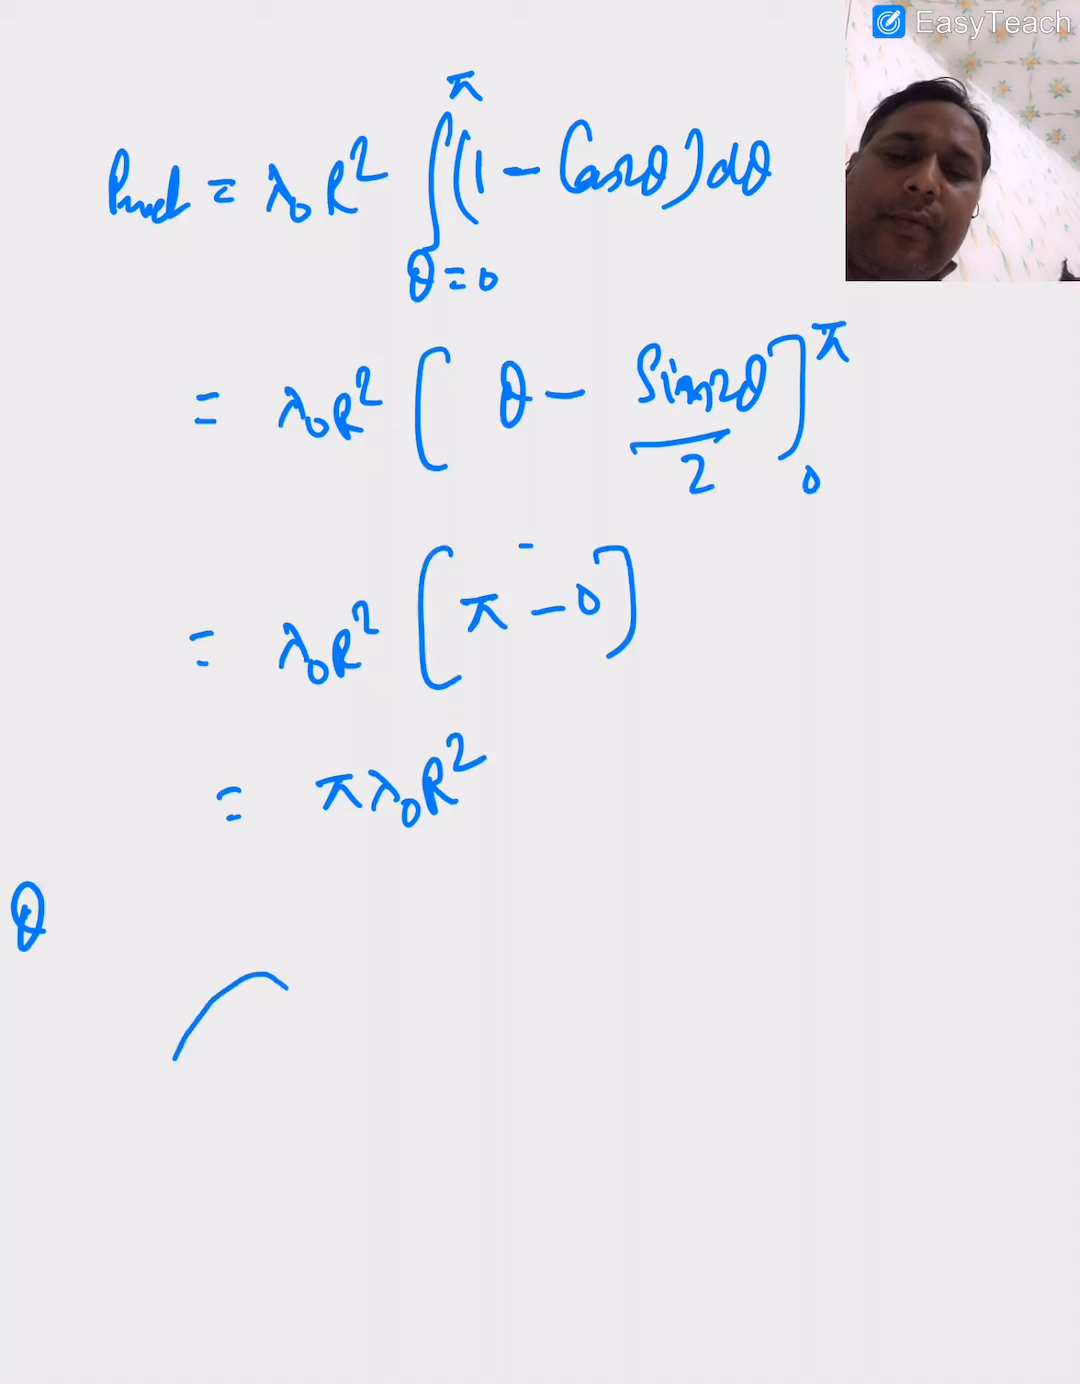 EasyTeach
Pnet = λ₀R² ∫_{θ=0}^{π} (1 - Cos2θ)dθ
= λ₀R² [θ - Sin2θ/2]_{0}^{π}
= λ₀R² [π - 0]
= πλ₀R²
Q